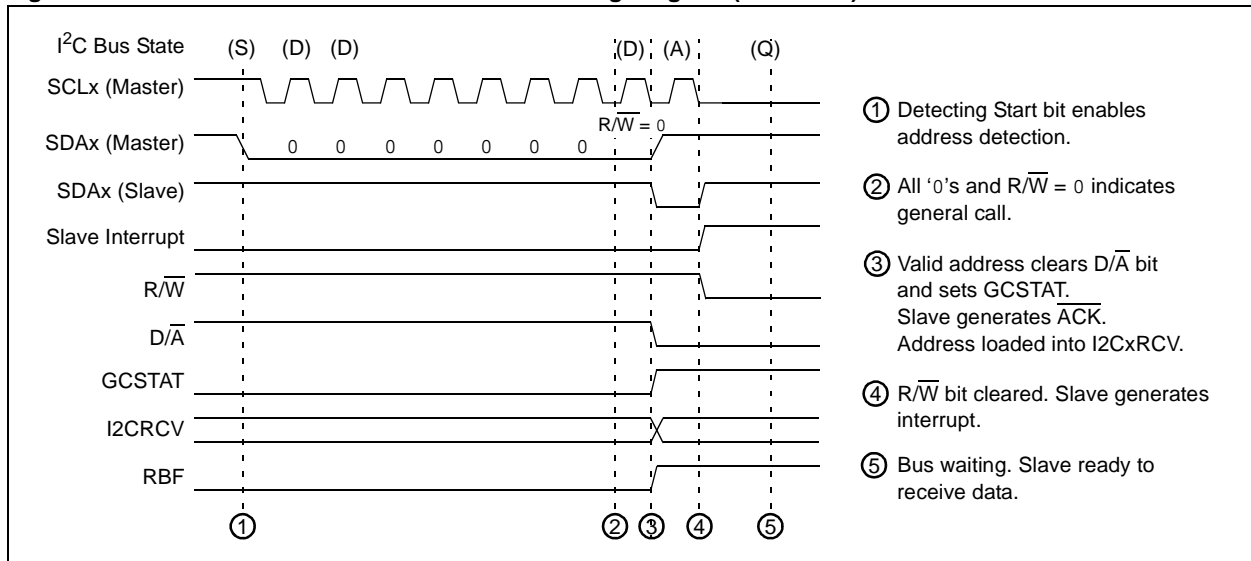 I²C Bus State (S) (D) (D) (D) (A) (Q)
SCLx (Master)
R/W̅ = 0
SDAx (Master) 0 0 0 0 0 0 0
SDAx (Slave)
Slave Interrupt
R/W̅
D/A̅
GCSTAT
I2CRCV
RBF
1 2 3 4 5
① Detecting Start bit enables
address detection.
② All ‘0’s and R/W̅ = 0 indicates
general call.
③ Valid address clears D/A̅ bit
and sets GCSTAT.
Slave generates A̅C̅K̅.
Address loaded into I2CxRCV.
④ R/W̅ bit cleared. Slave generates
interrupt.
⑤ Bus waiting. Slave ready to
receive data.